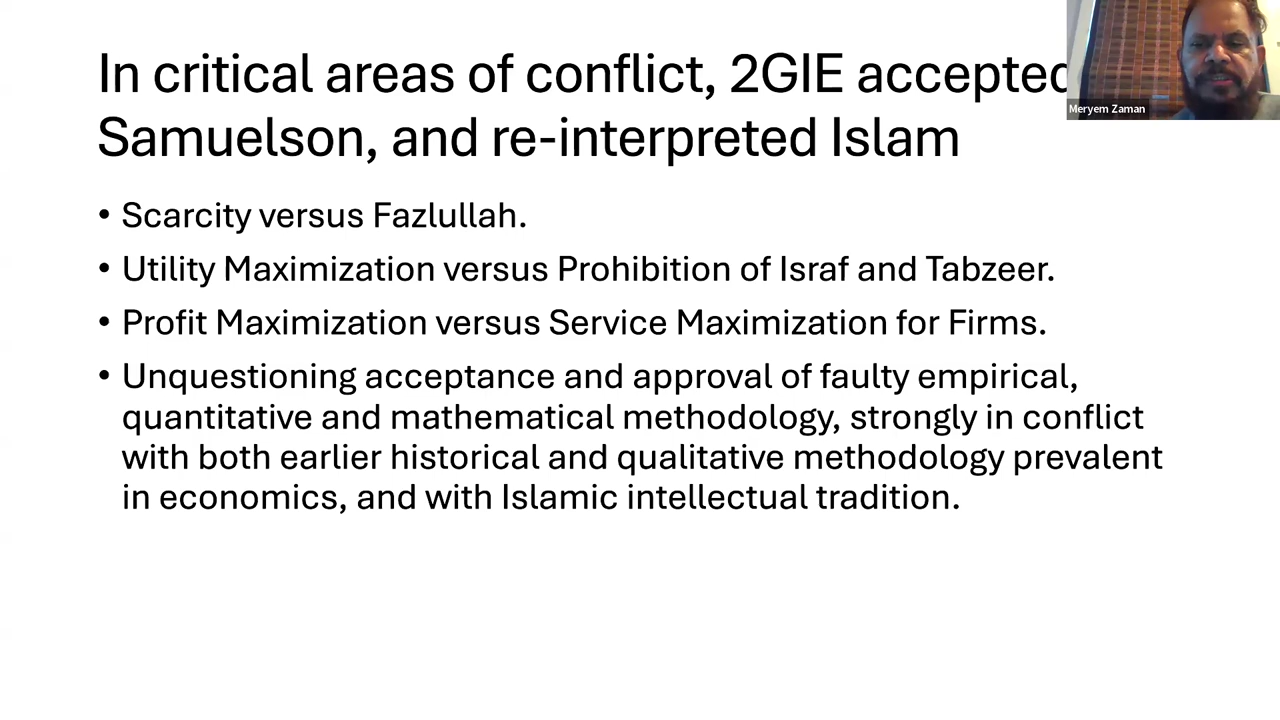 In critical areas of conflict, 2GIE accepted
Samuelson, and re-interpreted Islam
Meryem Zaman
• Scarcity versus Fazlullah.
• Utility Maximization versus Prohibition of Israf and Tabzeer.
• Profit Maximization versus Service Maximization for Firms.
• Unquestioning acceptance and approval of faulty empirical,
quantitative and mathematical methodology, strongly in conflict
with both earlier historical and qualitative methodology prevalent
in economics, and with Islamic intellectual tradition.